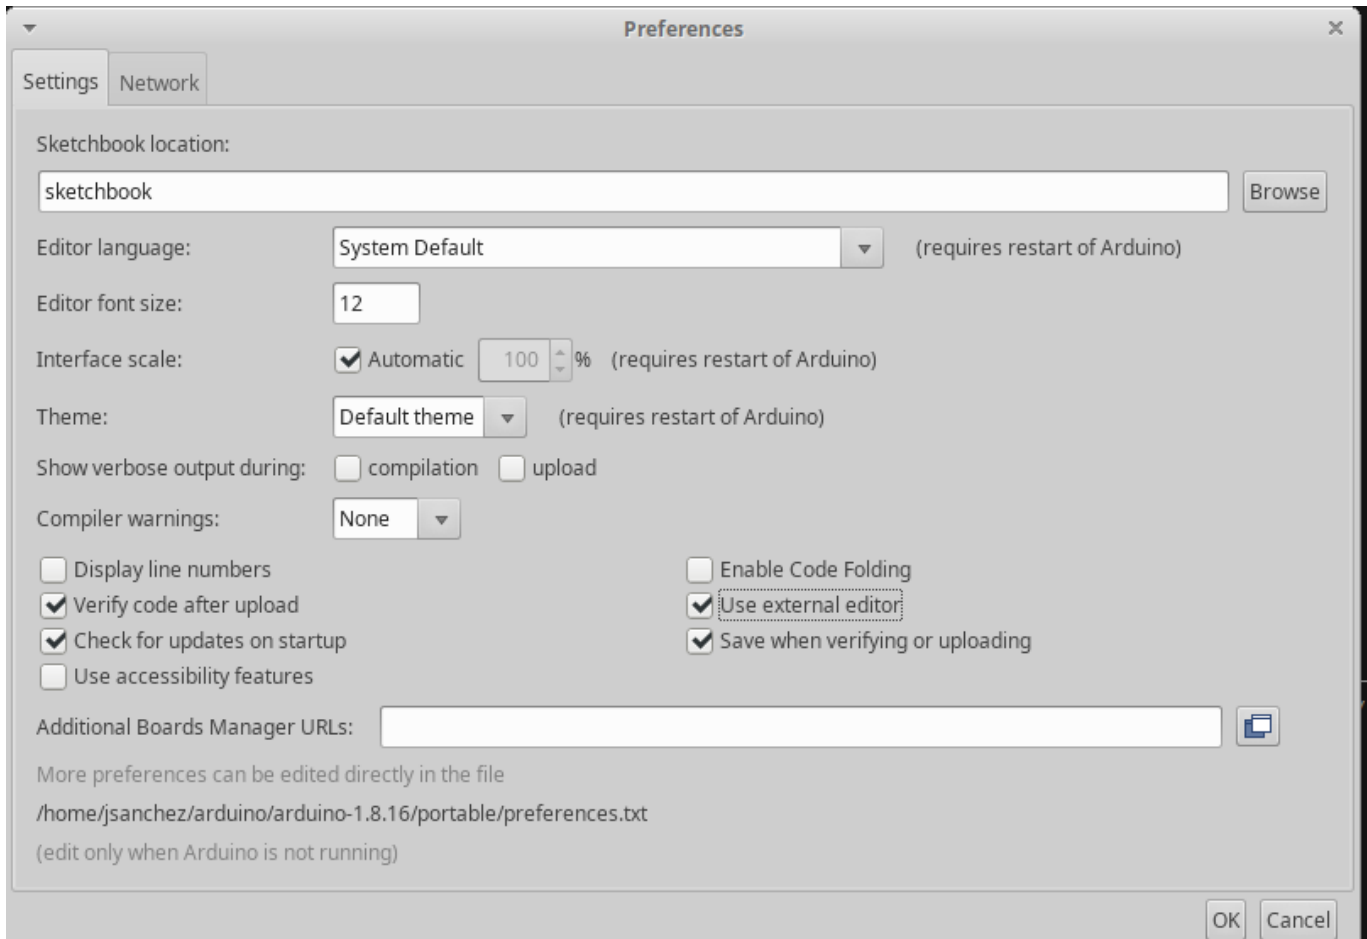 Preferences
Settings Network
Sketchbook location:
sketchbook Browse
Editor language: System Default (requires restart of Arduino)
Editor font size: 12
Interface scale: Automatic 100 % (requires restart of Arduino)
Theme: Default theme (requires restart of Arduino)
Show verbose output during: compilation upload
Compiler warnings: None
Display line numbers Enable Code Folding
Verify code after upload Use external editor
Check for updates on startup Save when verifying or uploading
Use accessibility features
Additional Boards Manager URLs:
More preferences can be edited directly in the file
/home/jsanchez/arduino/arduino-1.8.16/portable/preferences.txt
(edit only when Arduino is not running)
OK Cancel